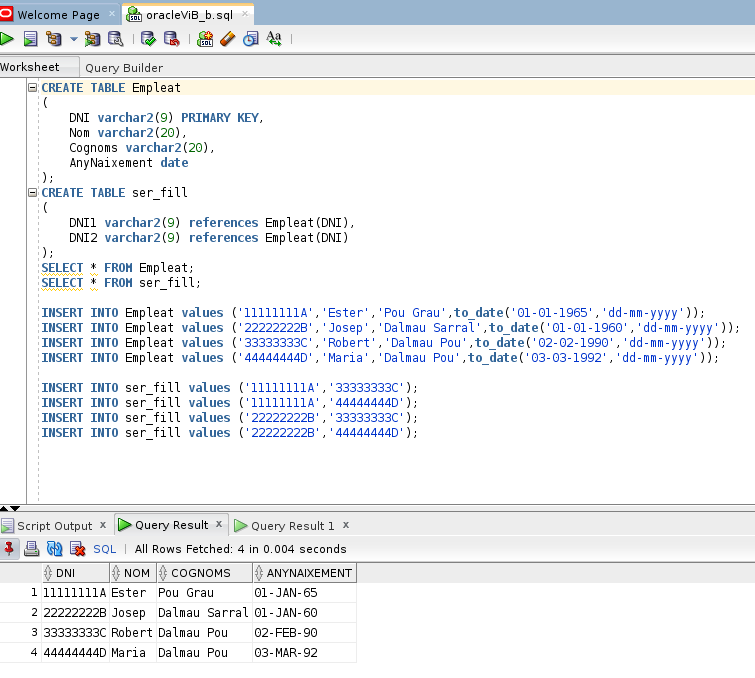 Welcome Page × oracleViB_b.sql ×
Worksheet Query Builder
CREATE TABLE Empleat
(
DNI varchar2(9) PRIMARY KEY,
Nom varchar2(20),
Cognoms varchar2(20),
AnyNaixement date
);
CREATE TABLE ser_fill
(
DNI1 varchar2(9) references Empleat(DNI),
DNI2 varchar2(9) references Empleat(DNI)
);
SELECT * FROM Empleat;
SELECT * FROM ser_fill;
INSERT INTO Empleat values ('11111111A','Ester','Pou Grau',to_date('01-01-1965','dd-mm-yyyy'));
INSERT INTO Empleat values ('22222222B','Josep','Dalmau Sarral',to_date('01-01-1960','dd-mm-yyyy'));
INSERT INTO Empleat values ('33333333C','Robert','Dalmau Pou',to_date('02-02-1990','dd-mm-yyyy'));
INSERT INTO Empleat values ('44444444D','Maria','Dalmau Pou',to_date('03-03-1992','dd-mm-yyyy'));
INSERT INTO ser_fill values ('11111111A','33333333C');
INSERT INTO ser_fill values ('11111111A','44444444D');
INSERT INTO ser_fill values ('22222222B','33333333C');
INSERT INTO ser_fill values ('22222222B','44444444D');
Script Output × Query Result × Query Result 1 ×
SQL | All Rows Fetched: 4 in 0.004 seconds
DNI NOM COGNOMS ANYNAIXEMENT
1 11111111A Ester Pou Grau 01-JAN-65
2 22222222B Josep Dalmau Sarral 01-JAN-60
3 33333333C Robert Dalmau Pou 02-FEB-90
4 44444444D Maria Dalmau Pou 03-MAR-92